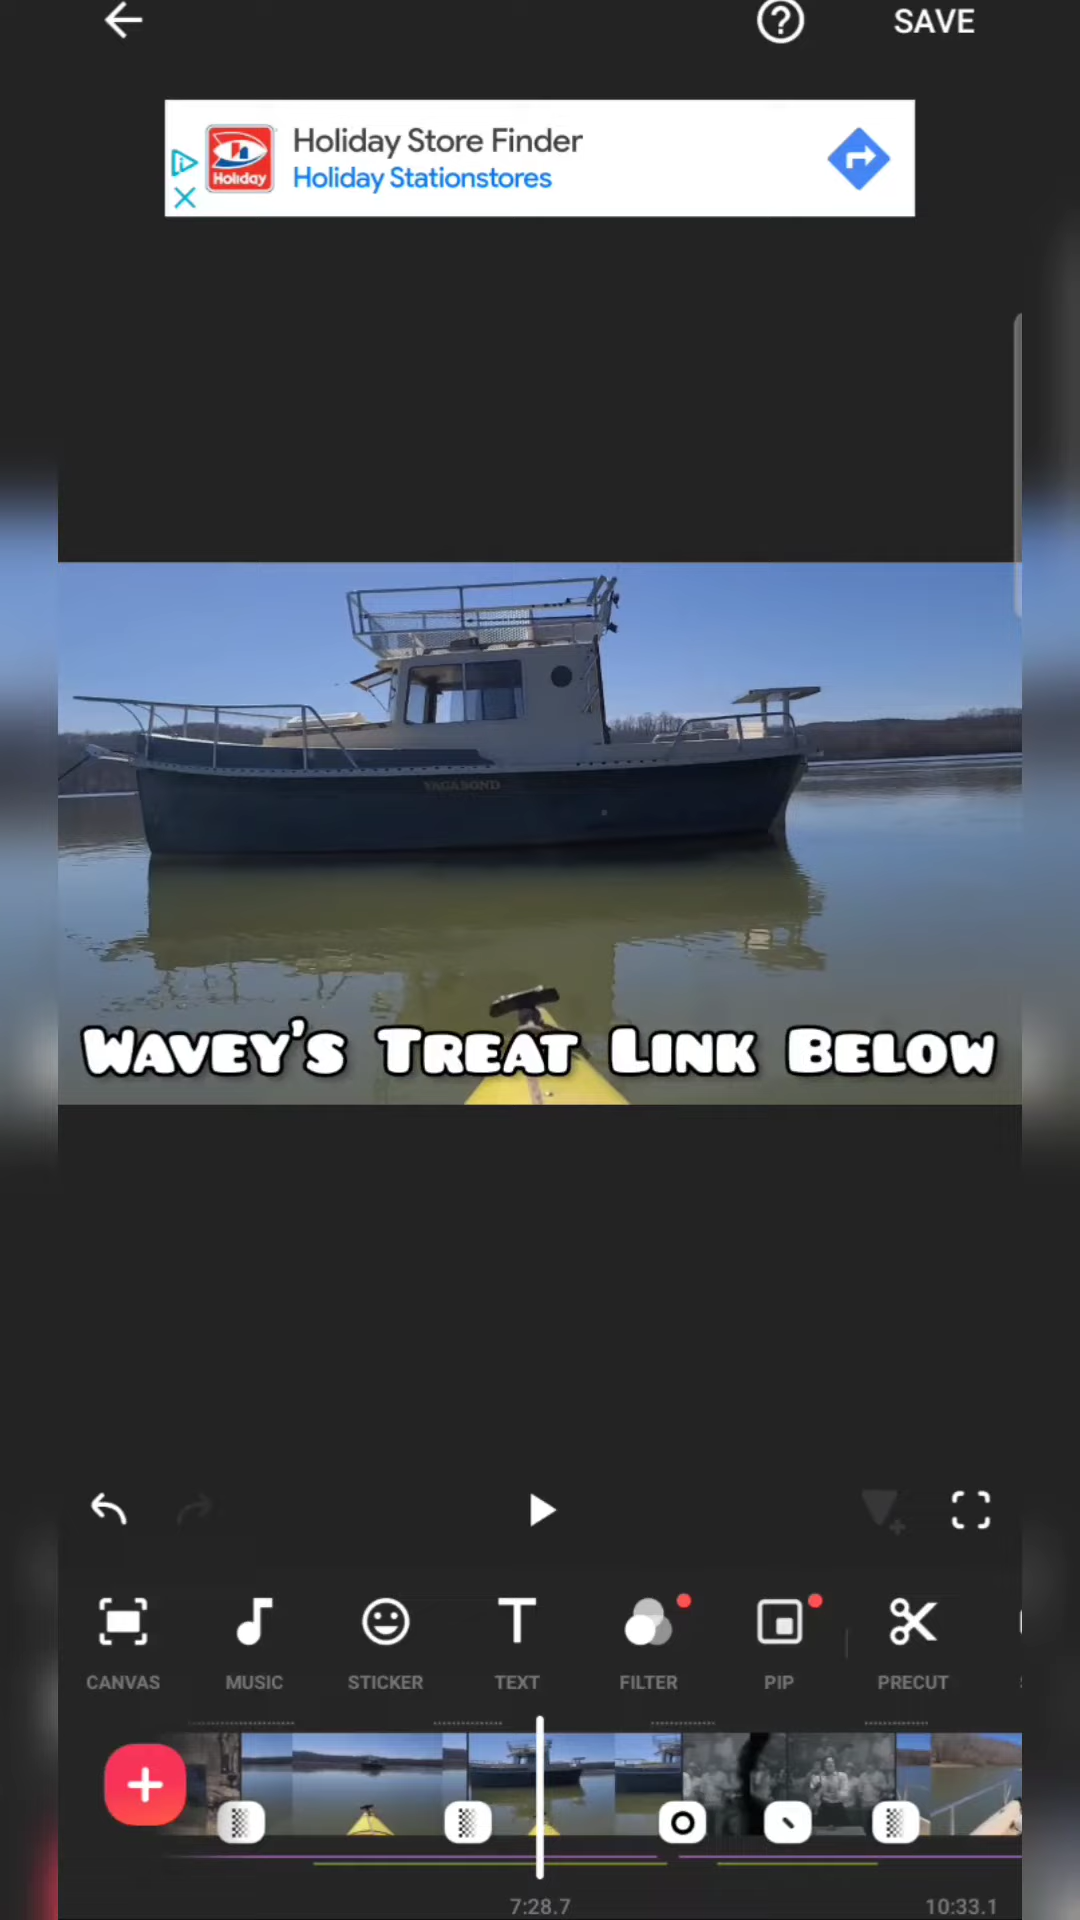 SAVE
Holiday Store Finder
Holiday
Holiday Stationstores
VAGABOND
Wavey's Treat Link Below
CANVAS
MUSIC
STICKER
TEXT
FILTER
PIP
PRECUT
7:28.7
10:33.1